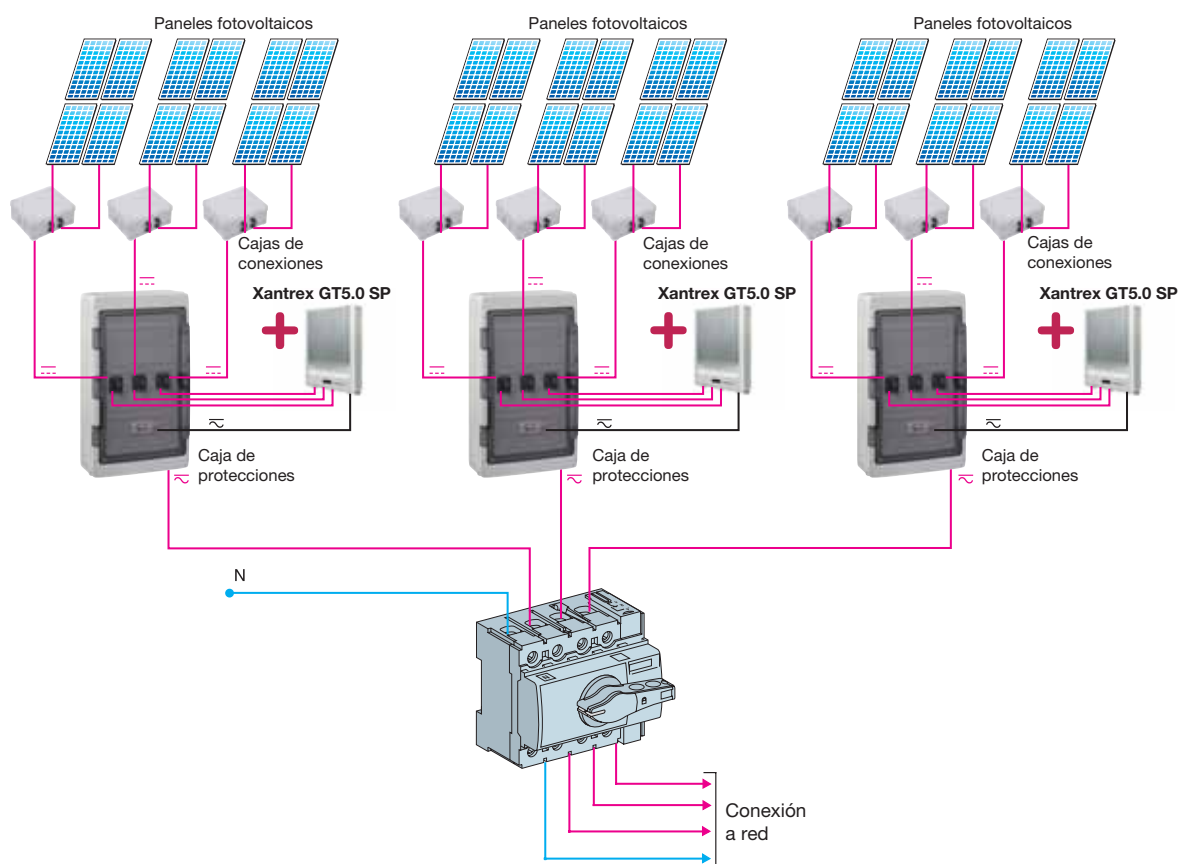 Paneles fotovoltaicos
Paneles fotovoltaicos
Paneles fotovoltaicos
Cajas de
conexiones
Cajas de
conexiones
Cajas de
conexiones
Xantrex GT5.0 SP
Xantrex GT5.0 SP
Xantrex GT5.0 SP
Caja de
protecciones
Caja de
protecciones
Caja de
protecciones
N
Conexión
a red